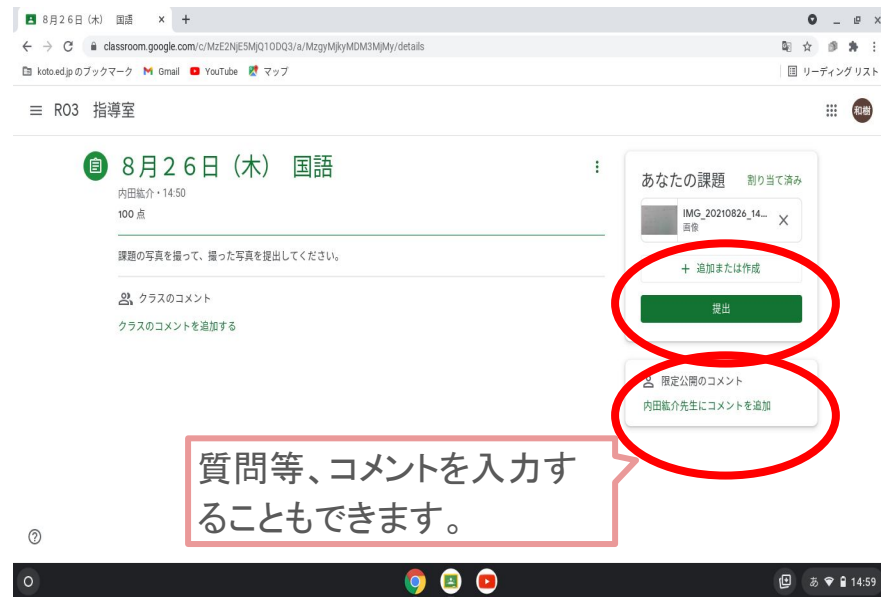 8月26日（木） 国語
classroom.google.com/c/MzE2NjE5MjQ1ODQ3/a/MzgyMjkyMDM3MjMy/details
koto.ed.jp のブックマーク Gmail YouTube マップ
リーディング リスト
R03 指導室
和樹
8月26日（木） 国語
内田紘介・14:50
100 点
課題の写真を撮って、撮った写真を提出してください。
クラスのコメント
クラスのコメントを追加する
あなたの課題 割り当て済み
IMG_20210826_14...
画像
+ 追加または作成
提出
限定公開のコメント
内田紘介先生にコメントを追加
質問等、コメントを入力す
ることもできます。
あ 14:59